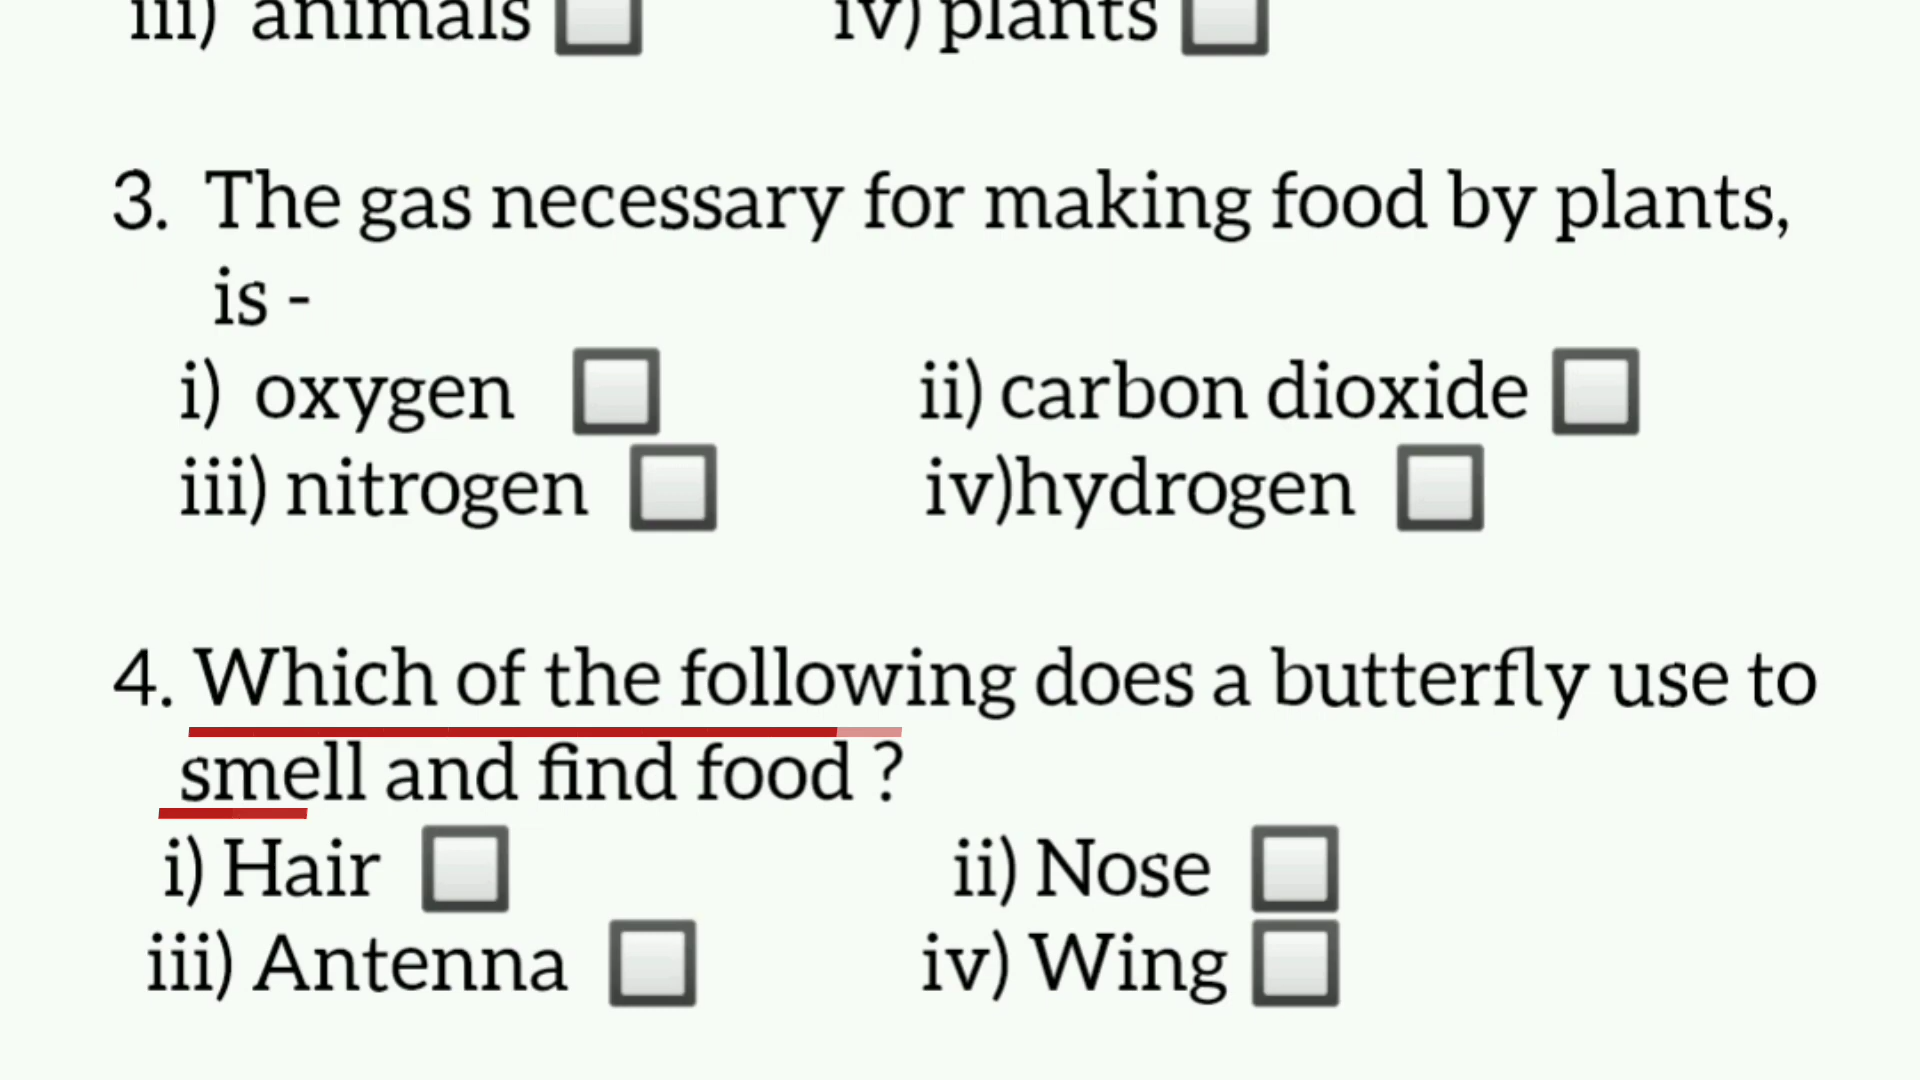 iii) animals iv) plants
3. The gas necessary for making food by plants,
is -
i) oxygen ii) carbon dioxide
iii) nitrogen iv)hydrogen
4. Which of the following does a butterfly use to
smell and find food ?
i) Hair ii) Nose
iii) Antenna iv) Wing